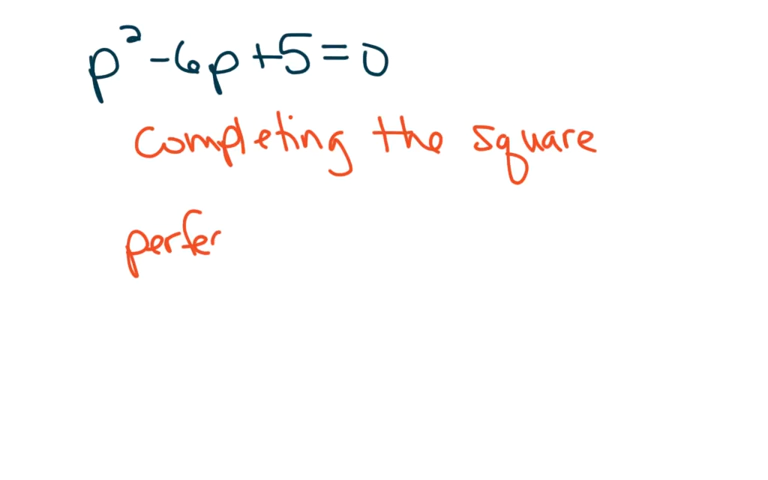 p² - 6p + 5 = 0
completing the square
perfer